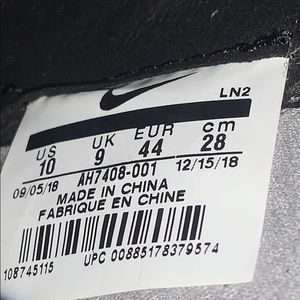 LN2
US UK EUR cm
10 9 44 28
09/05/18 AH7408-001 12/15/18
MADE IN CHINA
FABRIQUE EN CHINE
108745115
UPC 00885178379574